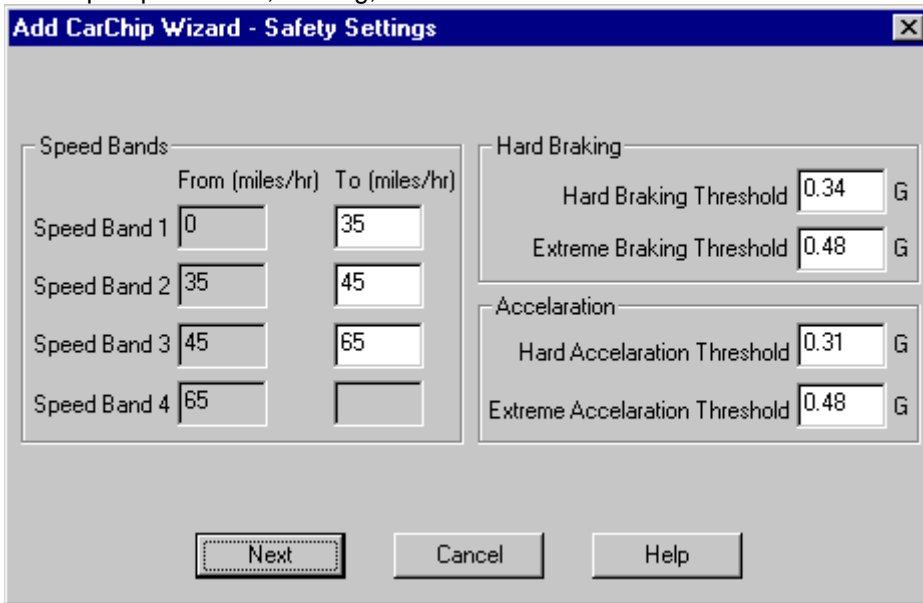 Add CarChip Wizard - Safety Settings
Speed Bands
From (miles/hr) To (miles/hr)
Speed Band 1 0 35
Speed Band 2 35 45
Speed Band 3 45 65
Speed Band 4 65
Hard Braking
Hard Braking Threshold 0.34 G
Extreme Braking Threshold 0.48 G
Accelaration
Hard Accelaration Threshold 0.31 G
Extreme Accelaration Threshold 0.48 G
Next Cancel Help